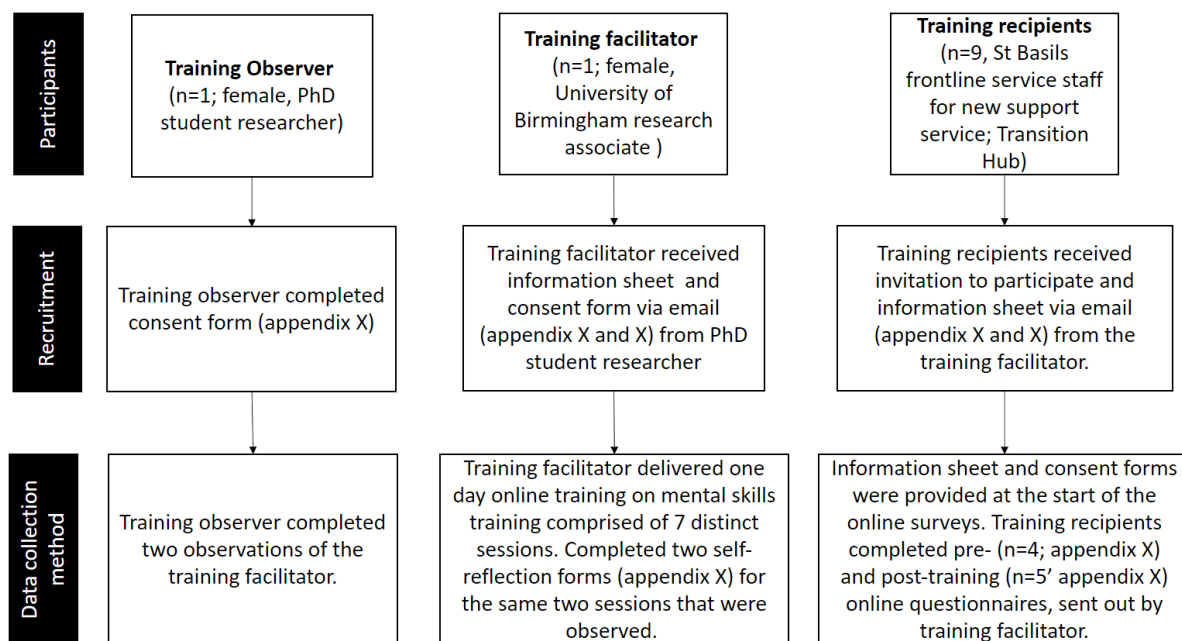 Participants
Training Observer
(n=1; female, PhD
student researcher)
Training facilitator
(n=1; female,
University of
Birmingham research
associate )
Training recipients
(n=9, St Basils
frontline service staff
for new support
service; Transition
Hub)
Recruitment
Training observer completed
consent form (appendix X)
Training facilitator received
information sheet and
consent form via email
(appendix X and X) from PhD
student researcher
Training recipients received
invitation to participate and
information sheet via email
(appendix X and X) from the
training facilitator.
Data collection
method
Training observer completed
two observations of the
training facilitator.
Training facilitator delivered one
day online training on mental skills
training comprised of 7 distinct
sessions. Completed two self-
reflection forms (appendix X) for
the same two sessions that were
observed.
Information sheet and consent forms
were provided at the start of the
online surveys. Training recipients
completed pre- (n=4; appendix X)
and post-training (n=5’ appendix X)
online questionnaires, sent out by
training facilitator.